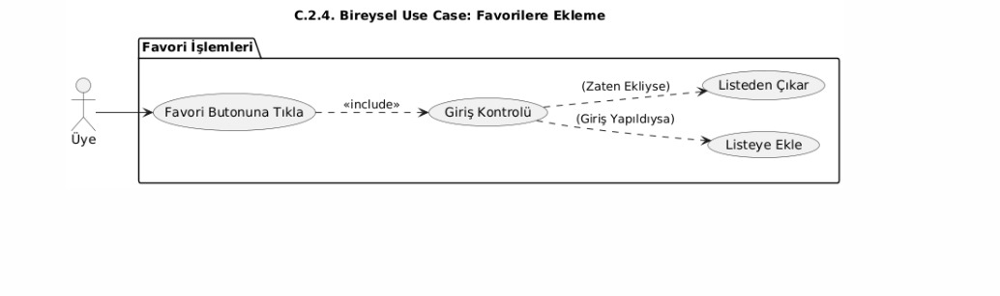 C.2.4. Bireysel Use Case: Favorilere Ekleme
Favori İşlemleri
Üye
Favori Butonuna Tıkla
«include»
Giriş Kontrolü
(Zaten Ekliyse)
Listeden Çıkar
(Giriş Yapıldıysa)
Listeye Ekle